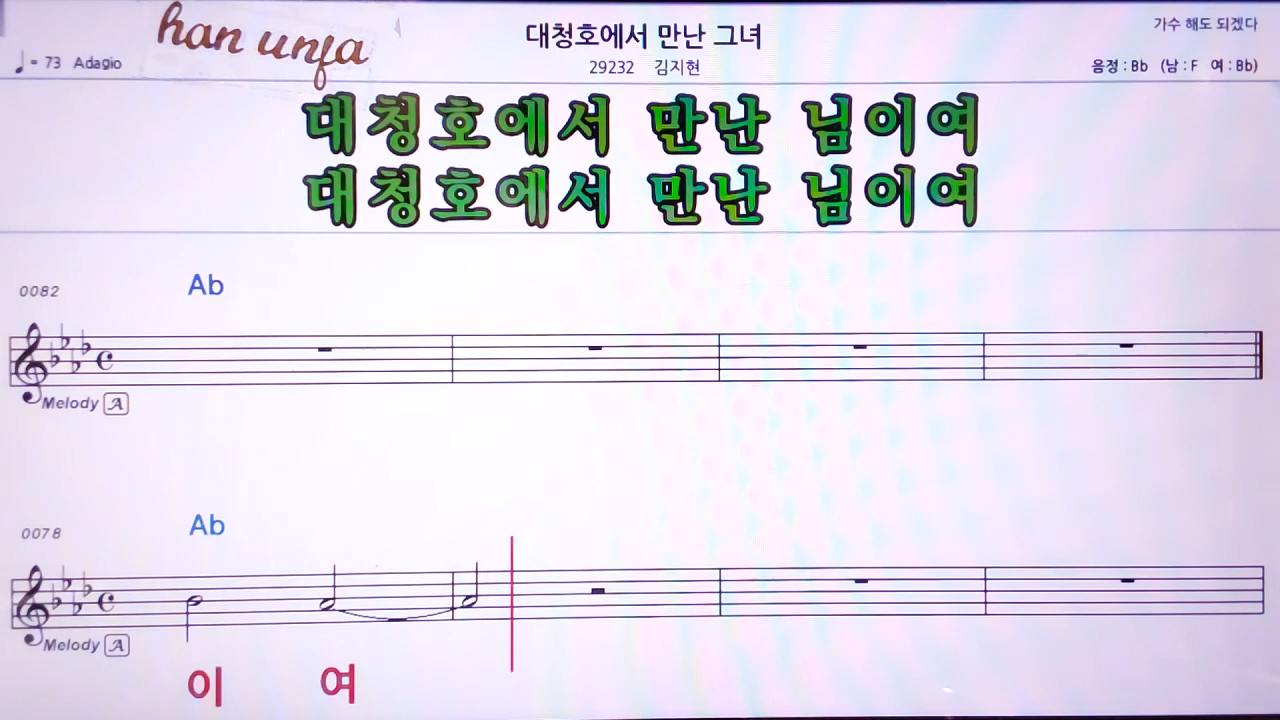 han unfa
대청호에서 만난 그녀
가수 해도 되겠다
♩= 73 Adagio
29232 김지현
음정 : Bb (남 : F 여 : Bb)
대청호에서 만난 님이여
대청호에서 만난 님이여
0082
Ab
Melody A
0078
Ab
Melody A
이 여